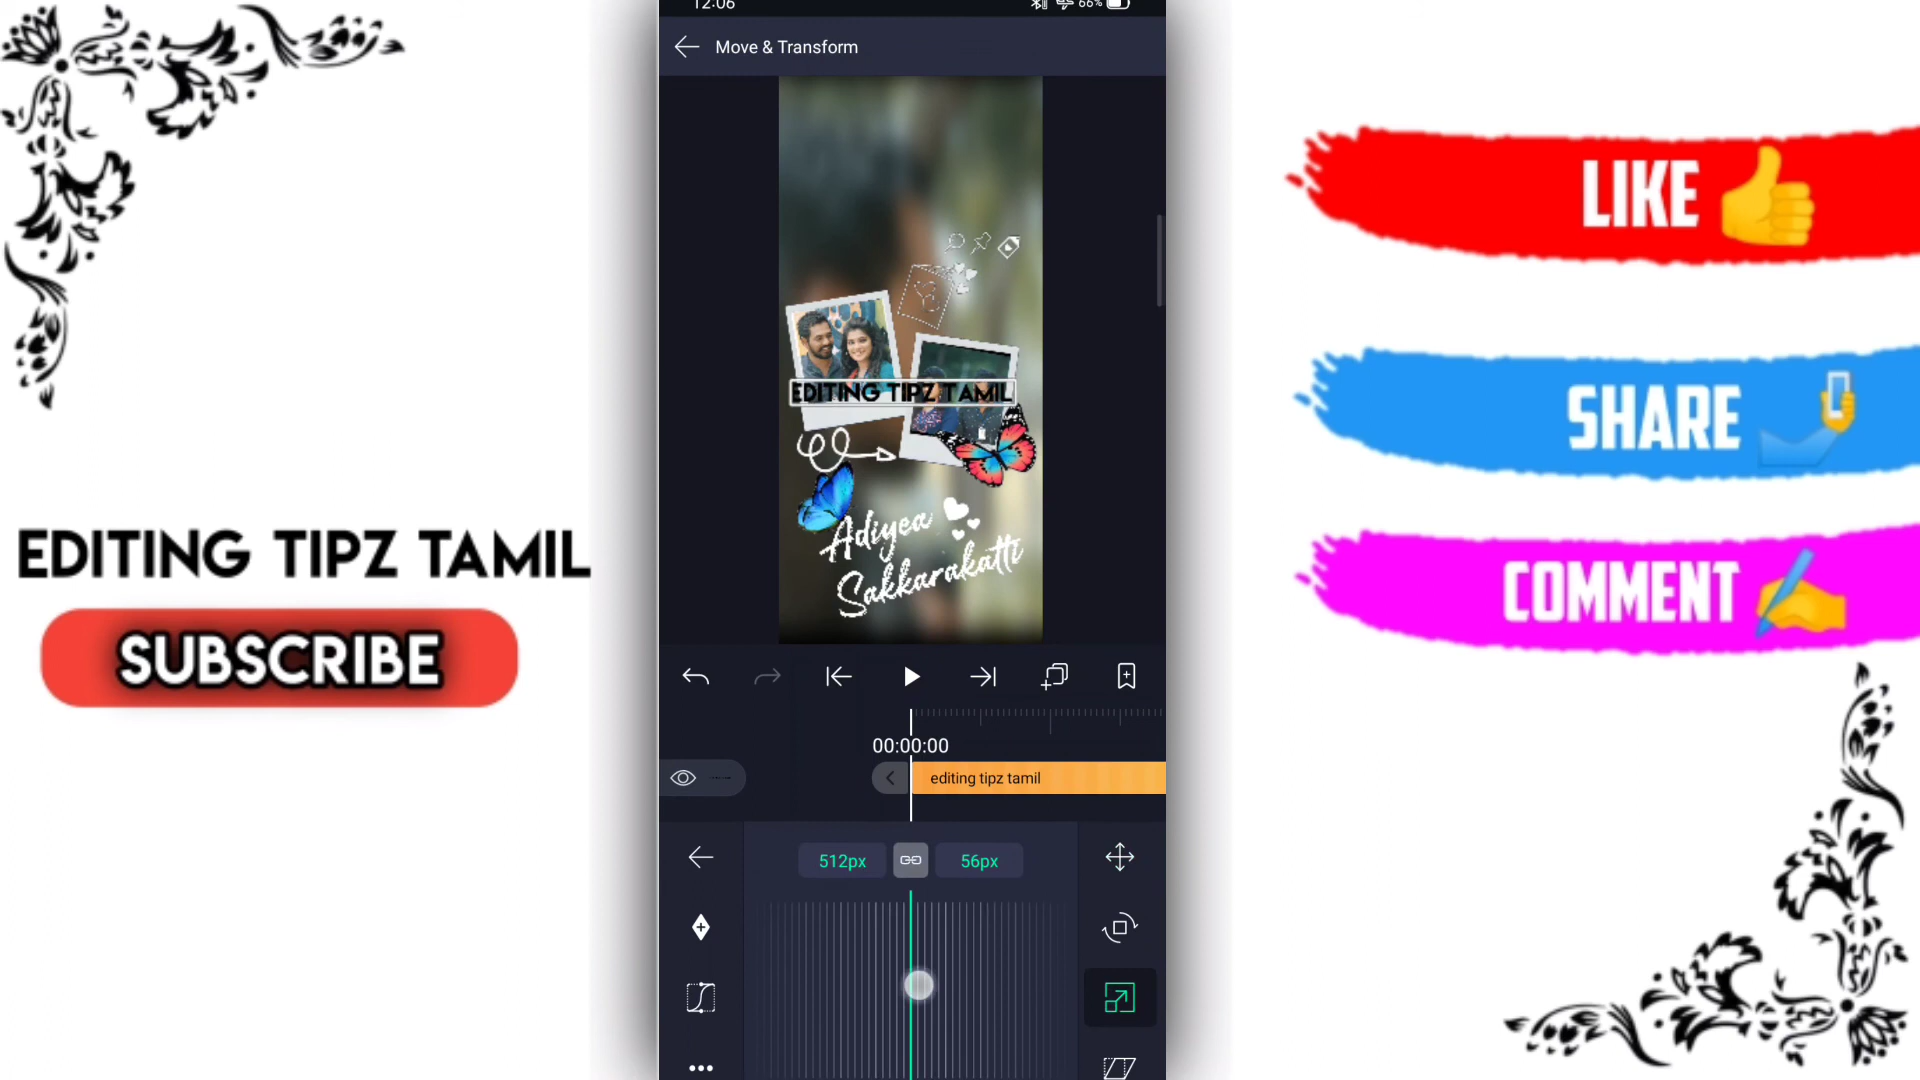 12:06
66%
Move & Transform
EDITING TIPZ TAMIL
Adiyea
Sakkarakatti
00:00:00
editing tipz tamil
512px
56px
EDITING TIPZ TAMIL
SUBSCRIBE
LIKE
SHARE
COMMENT